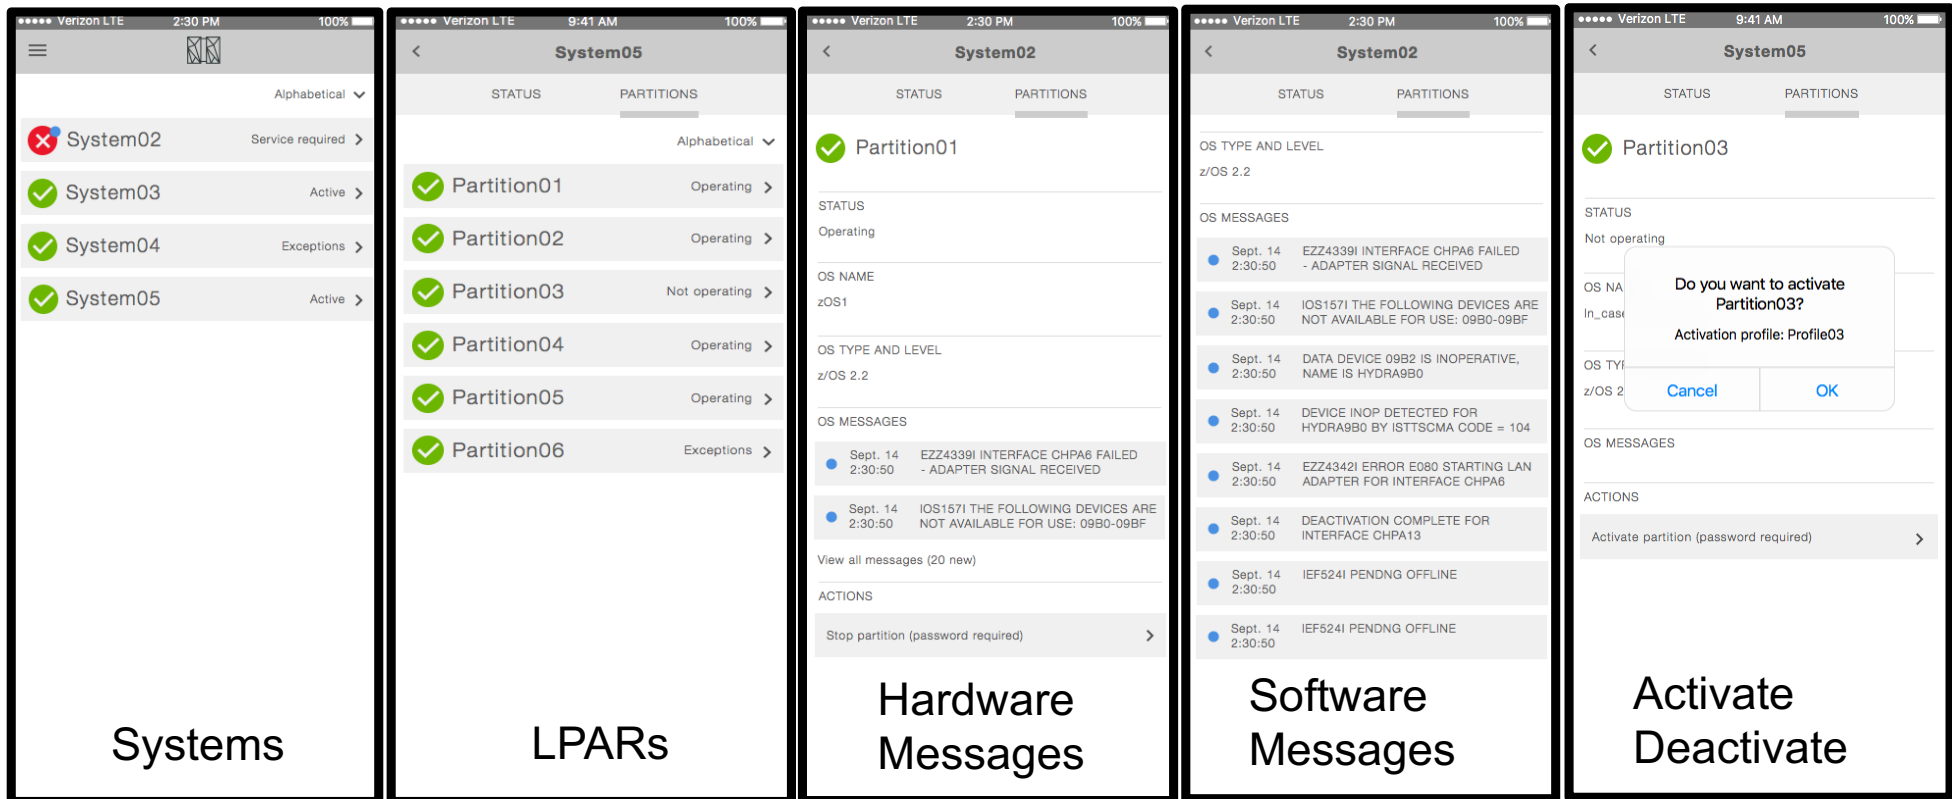 Verizon LTE 2:30 PM 100%
Alphabetical
System02 Service required
System03 Active
System04 Exceptions
System05 Active
Systems
Verizon LTE 9:41 AM 100%
System05
STATUS PARTITIONS
Alphabetical
Partition01 Operating
Partition02 Operating
Partition03 Not operating
Partition04 Operating
Partition05 Operating
Partition06 Exceptions
LPARs
Verizon LTE 2:30 PM 100%
System02
STATUS PARTITIONS
Partition01
STATUS
Operating
OS NAME
zOS1
OS TYPE AND LEVEL
z/OS 2.2
OS MESSAGES
Sept. 14 EZZ4339I INTERFACE CHPA6 FAILED
2:30:50 - ADAPTER SIGNAL RECEIVED
Sept. 14 IOS157I THE FOLLOWING DEVICES ARE
2:30:50 NOT AVAILABLE FOR USE: 09B0-09BF
View all messages (20 new)
ACTIONS
Stop partition (password required)
Hardware
Messages
Verizon LTE 2:30 PM 100%
System02
STATUS PARTITIONS
OS TYPE AND LEVEL
z/OS 2.2
OS MESSAGES
Sept. 14 EZZ4339I INTERFACE CHPA6 FAILED
2:30:50 - ADAPTER SIGNAL RECEIVED
Sept. 14 IOS157I THE FOLLOWING DEVICES ARE
2:30:50 NOT AVAILABLE FOR USE: 09B0-09BF
Sept. 14 DATA DEVICE 09B2 IS INOPERATIVE,
2:30:50 NAME IS HYDRA9B0
Sept. 14 DEVICE INOP DETECTED FOR
2:30:50 HYDRA9B0 BY ISTTSCMA CODE = 104
Sept. 14 EZZ4342I ERROR E080 STARTING LAN
2:30:50 ADAPTER FOR INTERFACE CHPA6
Sept. 14 DEACTIVATION COMPLETE FOR
2:30:50 INTERFACE CHPA13
Sept. 14 IEF524I PENDNG OFFLINE
2:30:50
Sept. 14 IEF524I PENDNG OFFLINE
2:30:50
Software
Messages
Verizon LTE 9:41 AM 100%
System05
STATUS PARTITIONS
Partition03
STATUS
Not operating
OS NA
In_case
OS TY
z/OS 2
Do you want to activate
Partition03?
Activation profile: Profile03
Cancel OK
OS MESSAGES
ACTIONS
Activate partition (password required)
Activate
Deactivate